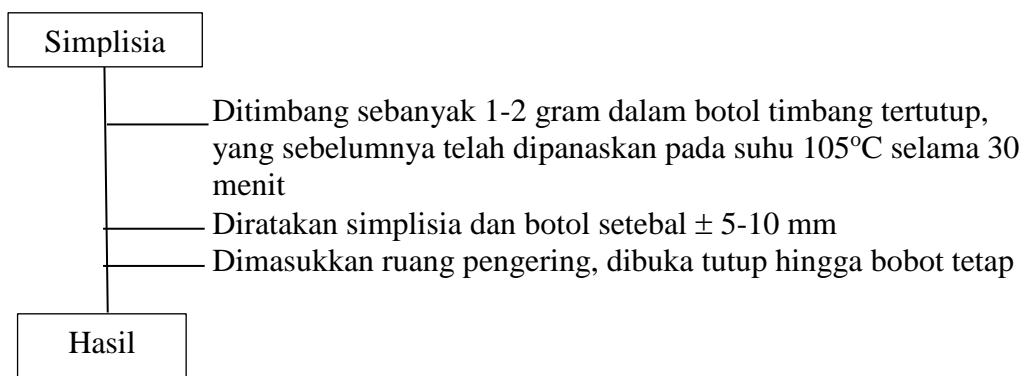 Simplisia
Ditimbang sebanyak 1-2 gram dalam botol timbang tertutup,
yang sebelumnya telah dipanaskan pada suhu 105°C selama 30
menit
Diratakan simplisia dan botol setebal ± 5-10 mm
Dimasukkan ruang pengering, dibuka tutup hingga bobot tetap
Hasil